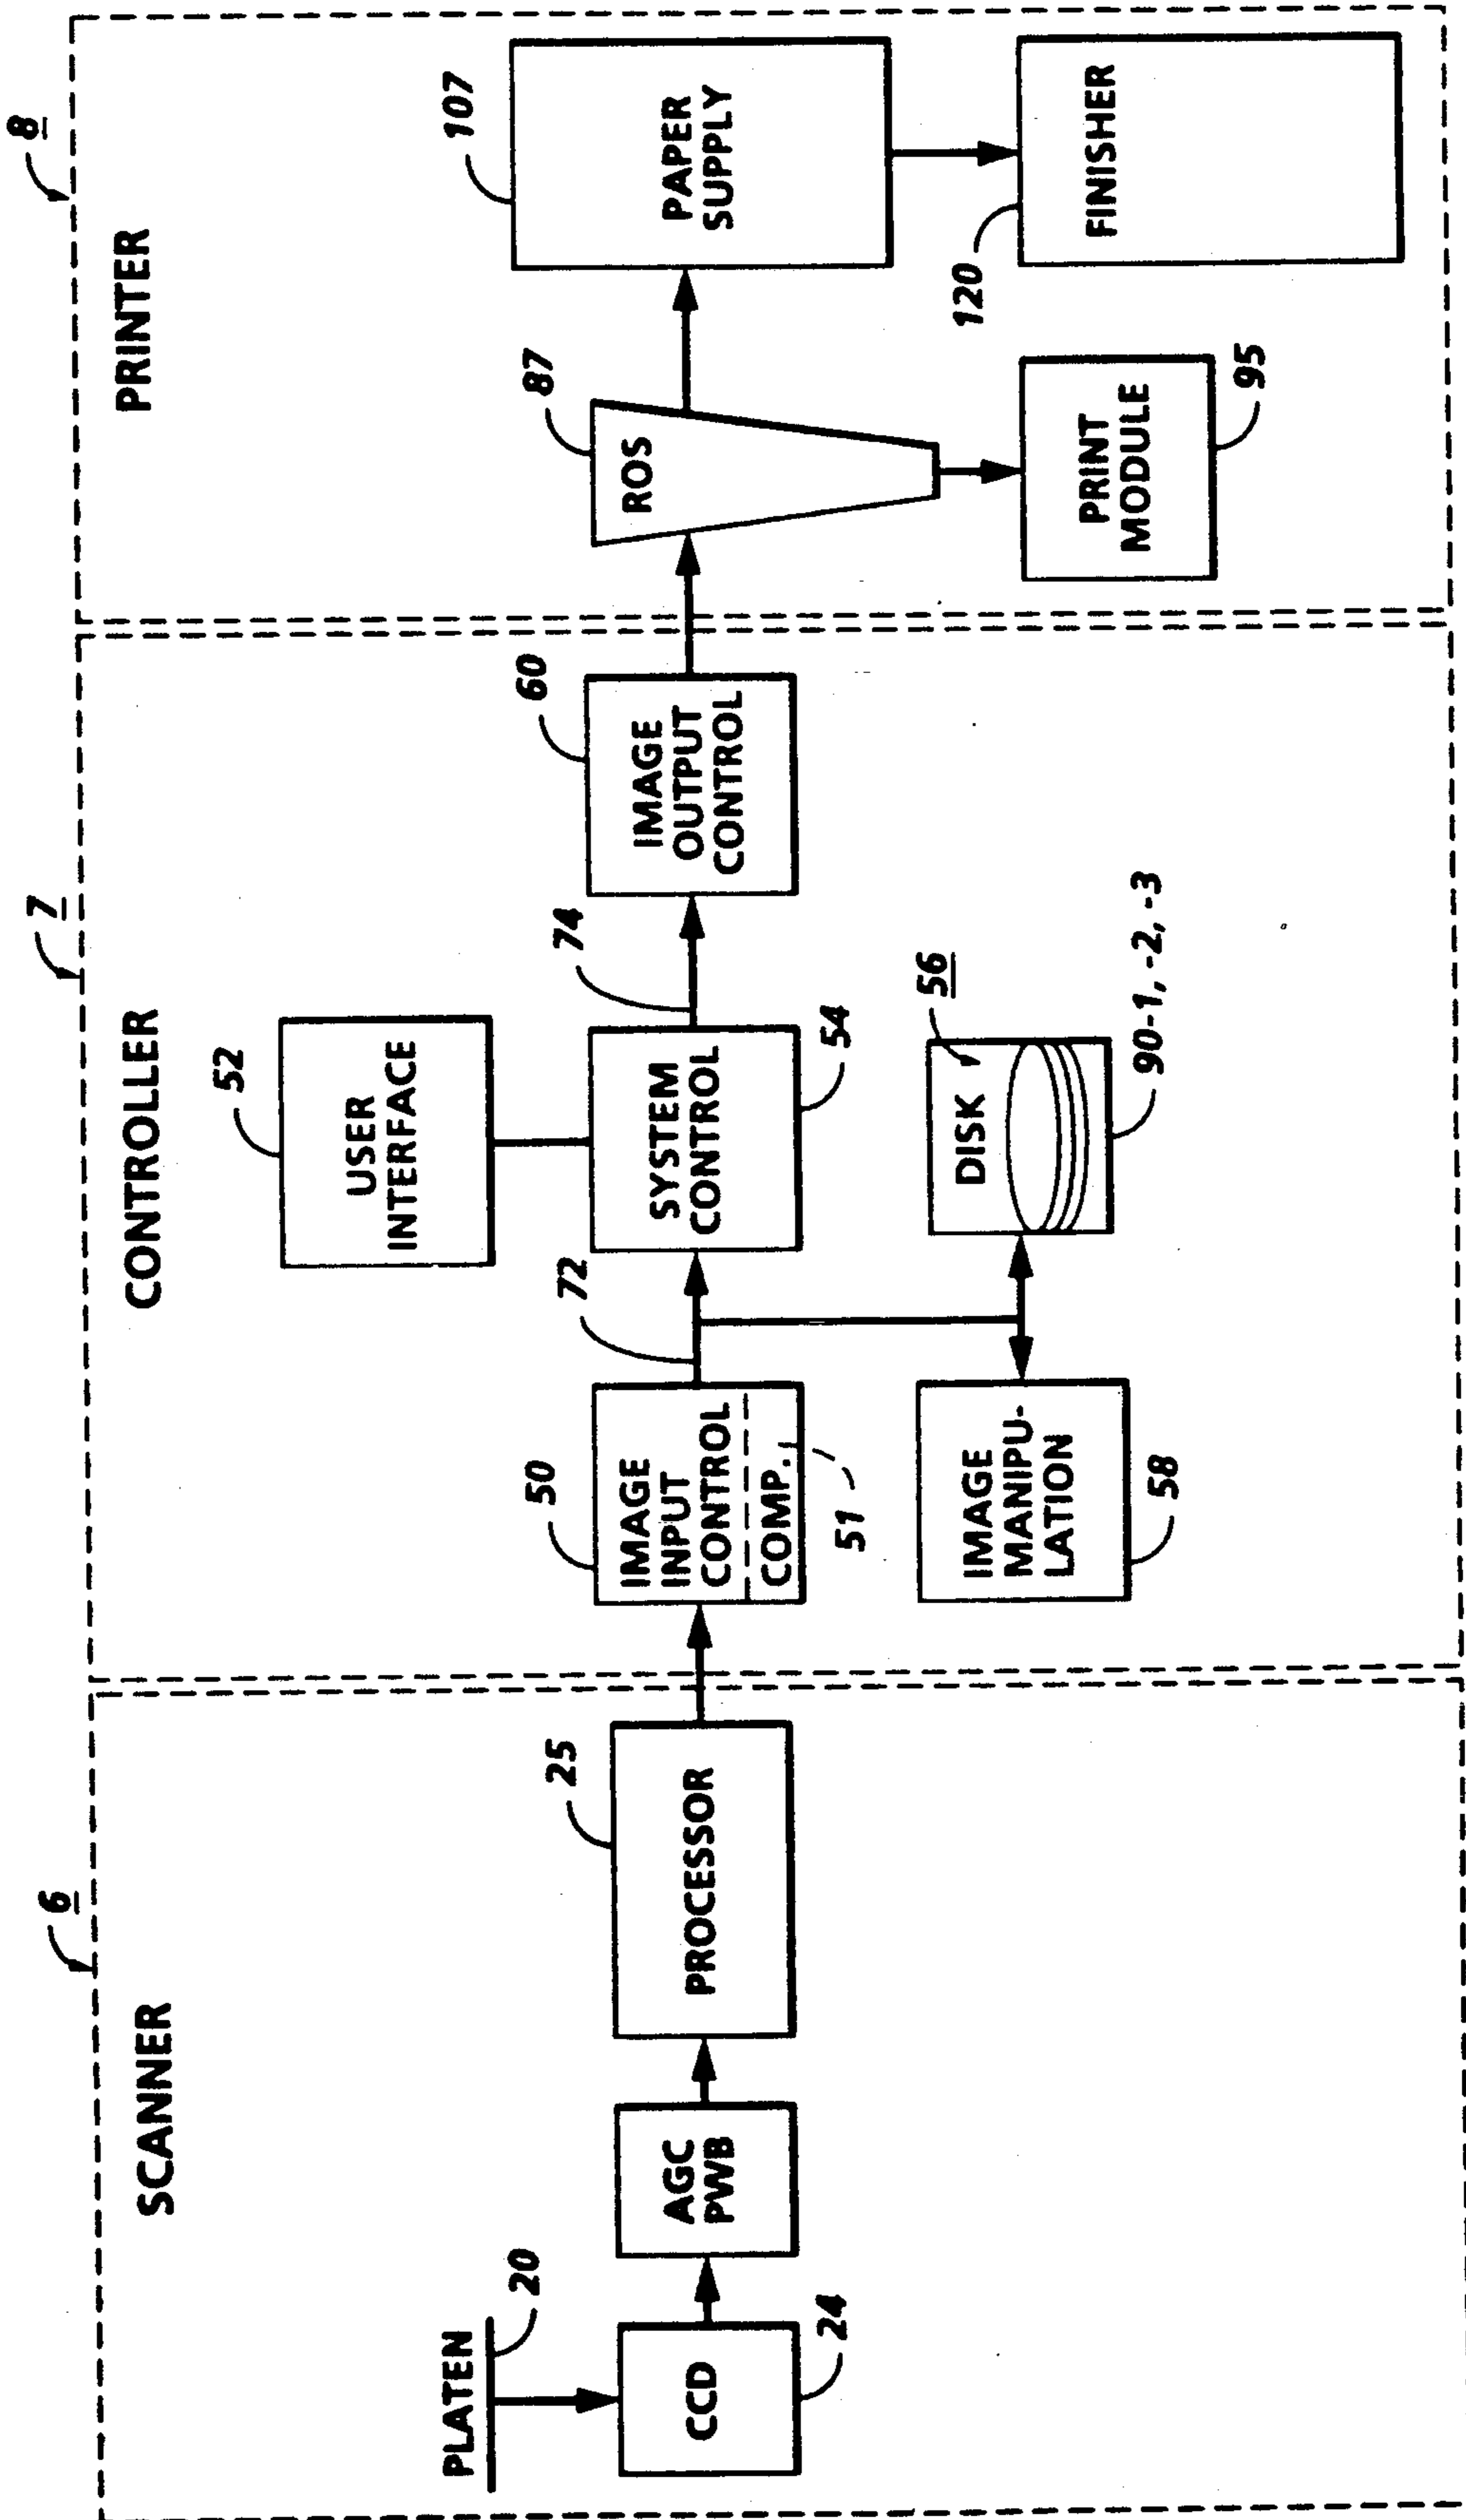 6
SCANNER
PLATEN
20
CCD
24
AGC
PWB
PROCESSOR
25
7
CONTROLLER
50
IMAGE
INPUT
CONTROL
COMP.
51
72
USER
INTERFACE
52
SYSTEM
CONTROL
54
74
IMAGE
MANIPU-
LATION
58
DISK
56
90-1, -2, -3
IMAGE
OUTPUT
CONTROL
60
8
PRINTER
ROS
87
PRINT
MODULE
95
PAPER
SUPPLY
107
FINISHER
120